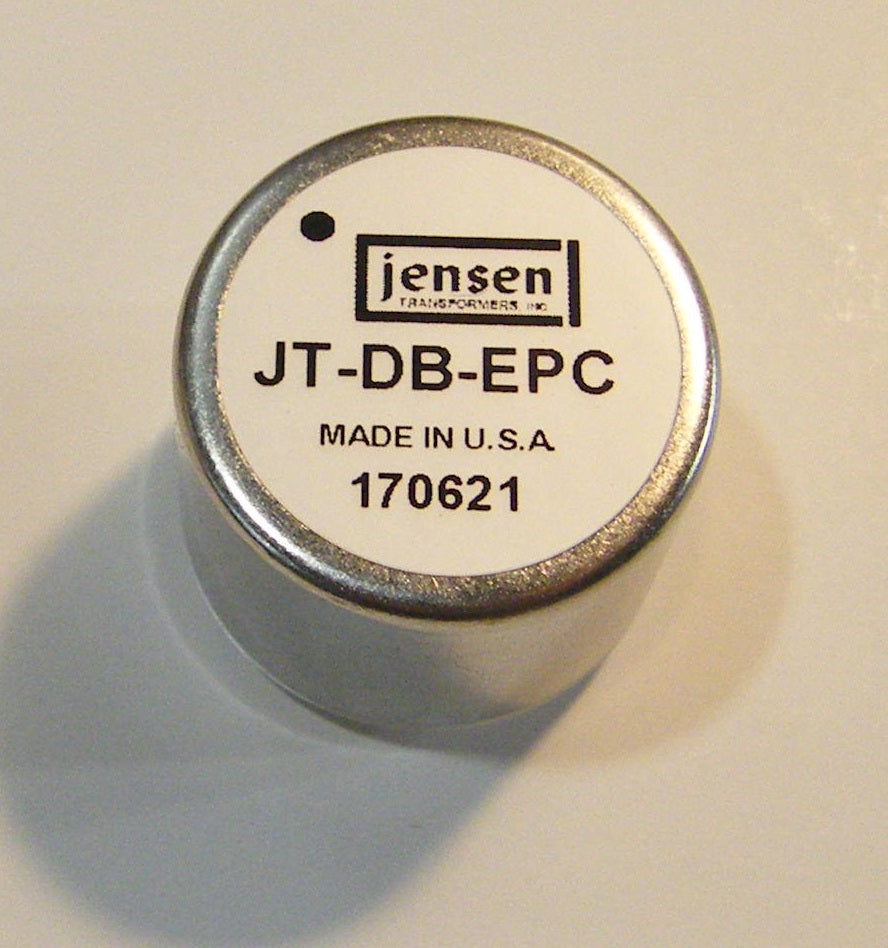 jensen
TRANSFORMERS, INC.
JT-DB-EPC
MADE IN U.S.A.
170621